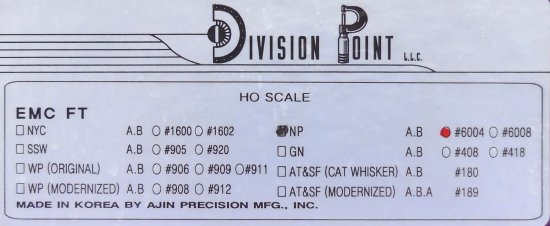 DIVISION POINT L.L.C.
HO SCALE
EMC FT
NYC A.B #1600 #1602 NP A.B #6004 #6008
SSW A.B #905 #920 GN A.B #408 #418
WP (ORIGINAL) A.B #906 #909 #911 AT&SF (CAT WHISKER) A.B #180
WP (MODERNIZED) A.B #908 #912 AT&SF (MODERNIZED) A.B.A #189
MADE IN KOREA BY AJIN PRECISION MFG., INC.